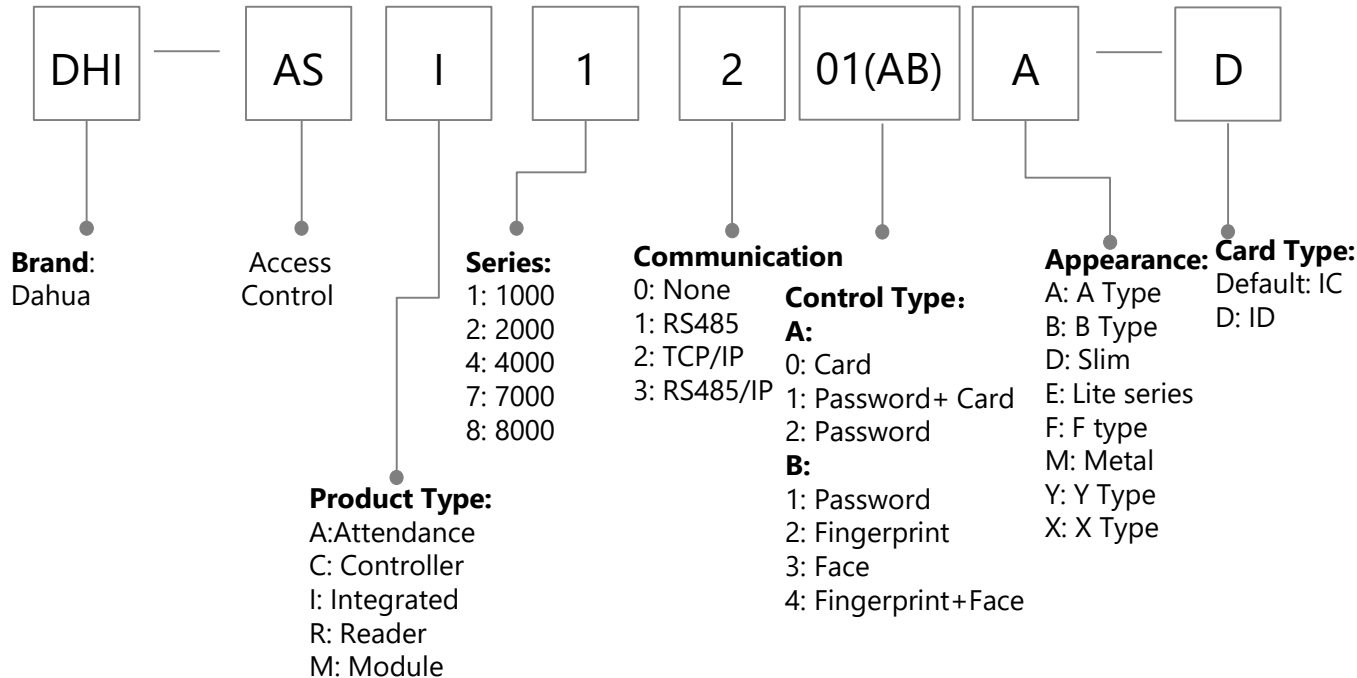 DHI AS I 1 2 01(AB) A D
Brand:
Dahua
Access
Control
Product Type:
A:Attendance
C: Controller
I: Integrated
R: Reader
M: Module
Series:
1: 1000
2: 2000
4: 4000
7: 7000
8: 8000
Communication
0: None
1: RS485
2: TCP/IP
3: RS485/IP
Control Type：
A:
0: Card
1: Password+ Card
2: Password
B:
1: Password
2: Fingerprint
3: Face
4: Fingerprint+Face
Appearance:
A: A Type
B: B Type
D: Slim
E: Lite series
F: F type
M: Metal
Y: Y Type
X: X Type
Card Type:
Default: IC
D: ID